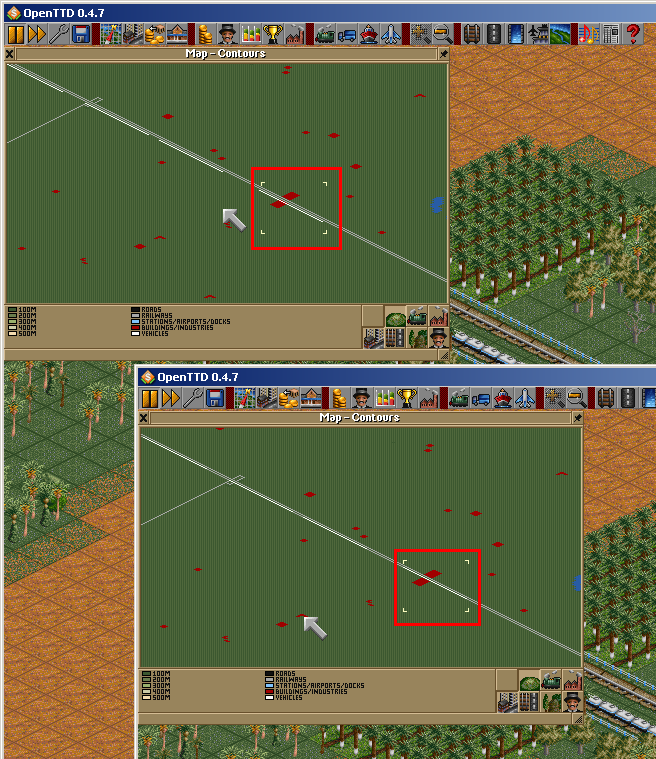 OpenTTD 0.4.7
Map - Contours
100M
200M
300M
400M
500M
ROADS
RAILWAYS
STATIONS/AIRPORTS/DOCKS
BUILDINGS/INDUSTRIES
VEHICLES
OpenTTD 0.4.7
Map - Contours
100M
200M
300M
400M
500M
ROADS
RAILWAYS
STATIONS/AIRPORTS/DOCKS
BUILDINGS/INDUSTRIES
VEHICLES